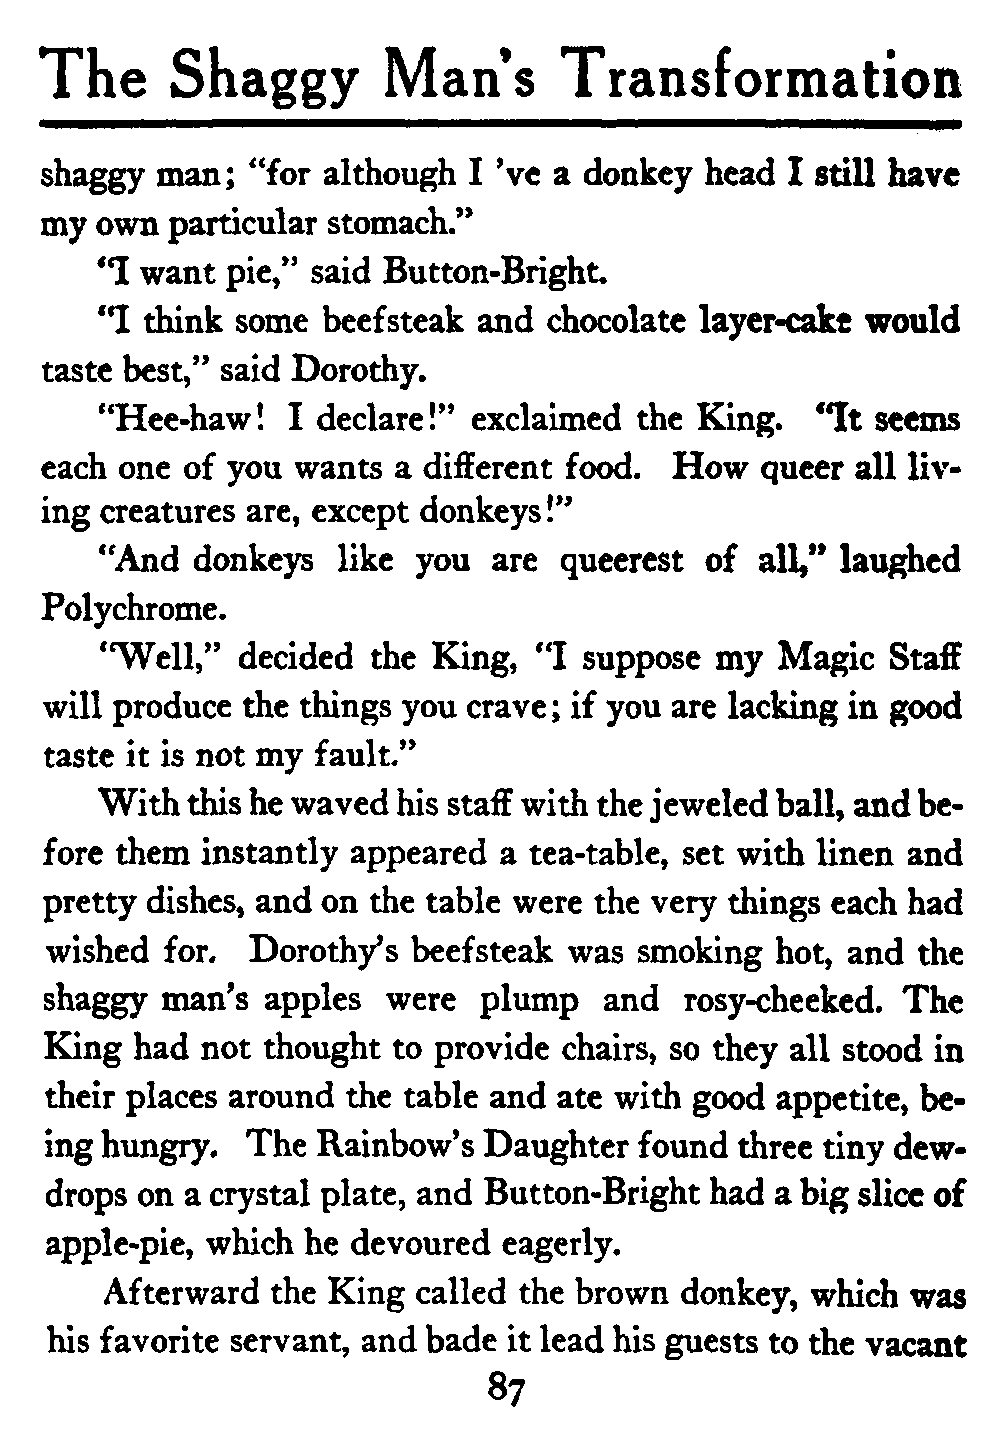 The Shaggy Man's Transformation
shaggy man; “for although I ’ve a donkey head I still have
my own particular stomach.”
“I want pie,” said Button-Bright.
“I think some beefsteak and chocolate layer-cake would
taste best,” said Dorothy.
“Hee-haw! I declare!” exclaimed the King. “It seems
each one of you wants a different food. How queer all liv-
ing creatures are, except donkeys!”
“And donkeys like you are queerest of all,” laughed
Polychrome.
“Well,” decided the King, “I suppose my Magic Staff
will produce the things you crave; if you are lacking in good
taste it is not my fault.”
With this he waved his staff with the jeweled ball, and be-
fore them instantly appeared a tea-table, set with linen and
pretty dishes, and on the table were the very things each had
wished for. Dorothy’s beefsteak was smoking hot, and the
shaggy man’s apples were plump and rosy-cheeked. The
King had not thought to provide chairs, so they all stood in
their places around the table and ate with good appetite, be-
ing hungry. The Rainbow’s Daughter found three tiny dew-
drops on a crystal plate, and Button-Bright had a big slice of
apple-pie, which he devoured eagerly.
Afterward the King called the brown donkey, which was
his favorite servant, and bade it lead his guests to the vacant
87